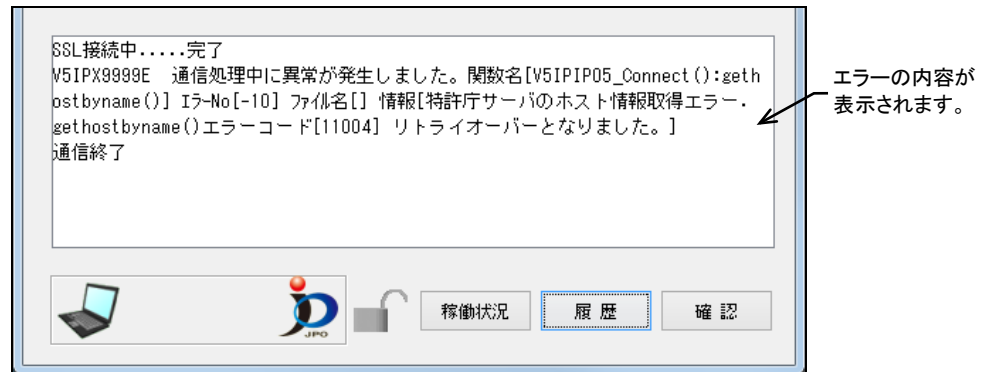 SSL接続中.....完了
V5IPX9999E　通信処理中に異常が発生しました。関数名[V5IPIP05_Connect():geth
ostbyname()] ｴﾗｰNo[-10] ﾌｧｲﾙ名[] 情報[特許庁サーバのホスト情報取得エラー．
gethostbyname()エラーコード[11004] リトライオーバーとなりました。]
通信終了
エラーの内容が
表示されます。
JPO
稼働状況
履 歴
確 認